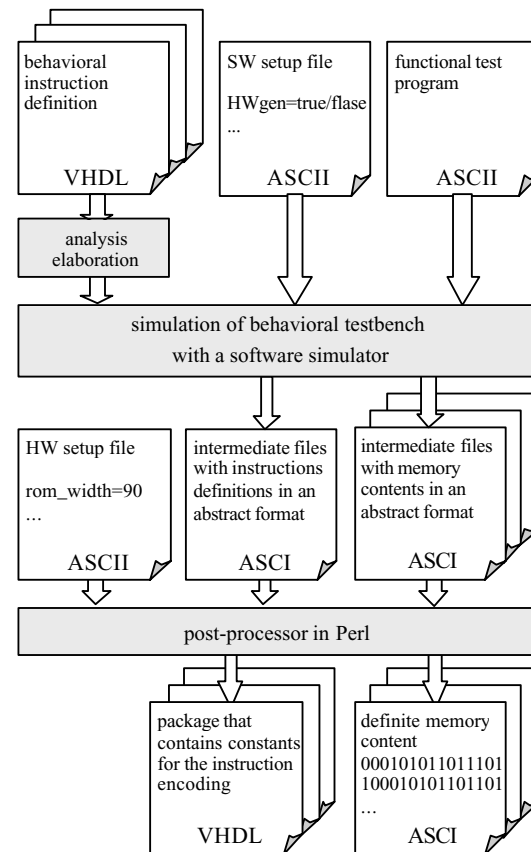 behavioral
instruction
definition
VHDL
SW setup file
HWgen=true/flase
...
ASCII
functional test
program
ASCII
analysis
elaboration
simulation of behavioral testbench
with a software simulator
HW setup file
rom_width=90
...
ASCII
intermediate files
with instructions
definitions in an
abstract format
ASCI
intermediate files
with memory
contents in an
abstract format
ASCI
post-processor in Perl
package that
contains constants
for the instruction
encoding
VHDL
definite memory
content
000101011011101
100010101101101
...
ASCI